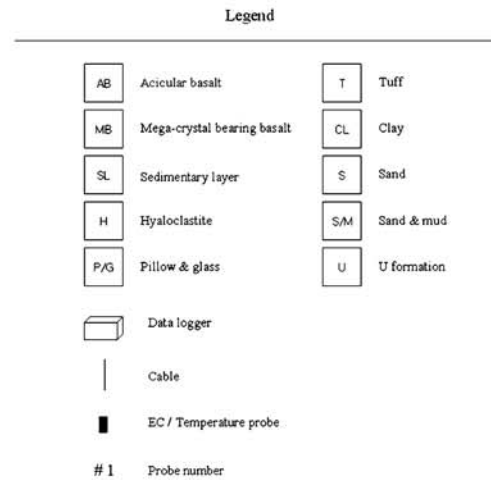 Legend
AB Acicular basalt T Tuff
MB Mega-crystal bearing basalt CL Clay
SL Sedimentary layer S Sand
H Hyaloclastite S/M Sand & mud
P/G Pillow & glass U U formation
Data logger
Cable
EC / Temperature probe
# 1 Probe number